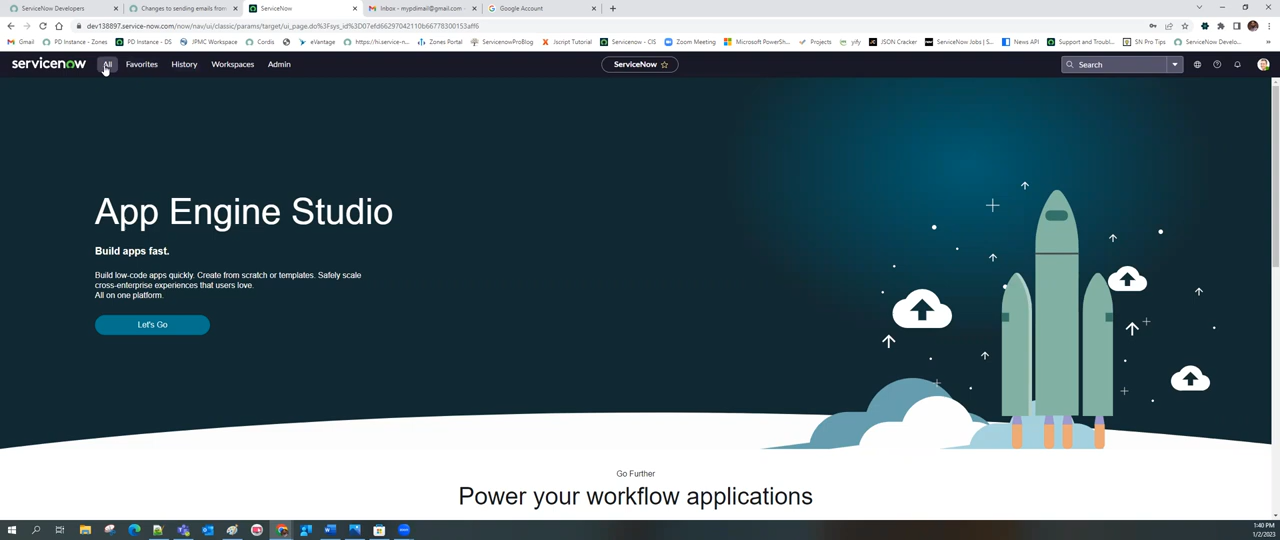 ServiceNow Developers
Changes to sending emails from
ServiceNow
Inbox - mypdimail@gmail.com -
Google Account
dev138897.service-now.com/now/nav/ui/classic/params/target/ui_page.do%3Fsys_id%3D07efd66297042110b66778300153aff6
Gmail
PD Instance - Zones
PD Instance - DS
JPMC Workspace
Cordis
eVantage
https://hi.service-n...
Zones Portal
ServicenowProBlog
Jscript Tutorial
Servicenow - CIS
Zoom Meeting
Microsoft PowerSh...
Projects
yify
JSON Cracker
ServiceNow Jobs | S...
News API
Support and Troubl...
SN Pro Tips
ServiceNow Develo...
servicenow
All
Favorites
History
Workspaces
Admin
ServiceNow
Search
App Engine Studio
Build apps fast.
Build low-code apps quickly. Create from scratch or templates. Safely scale
cross-enterprise experiences that users love.
All on one platform.
Let's Go
Go Further
Power your workflow applications
1:40 PM
1/2/2023